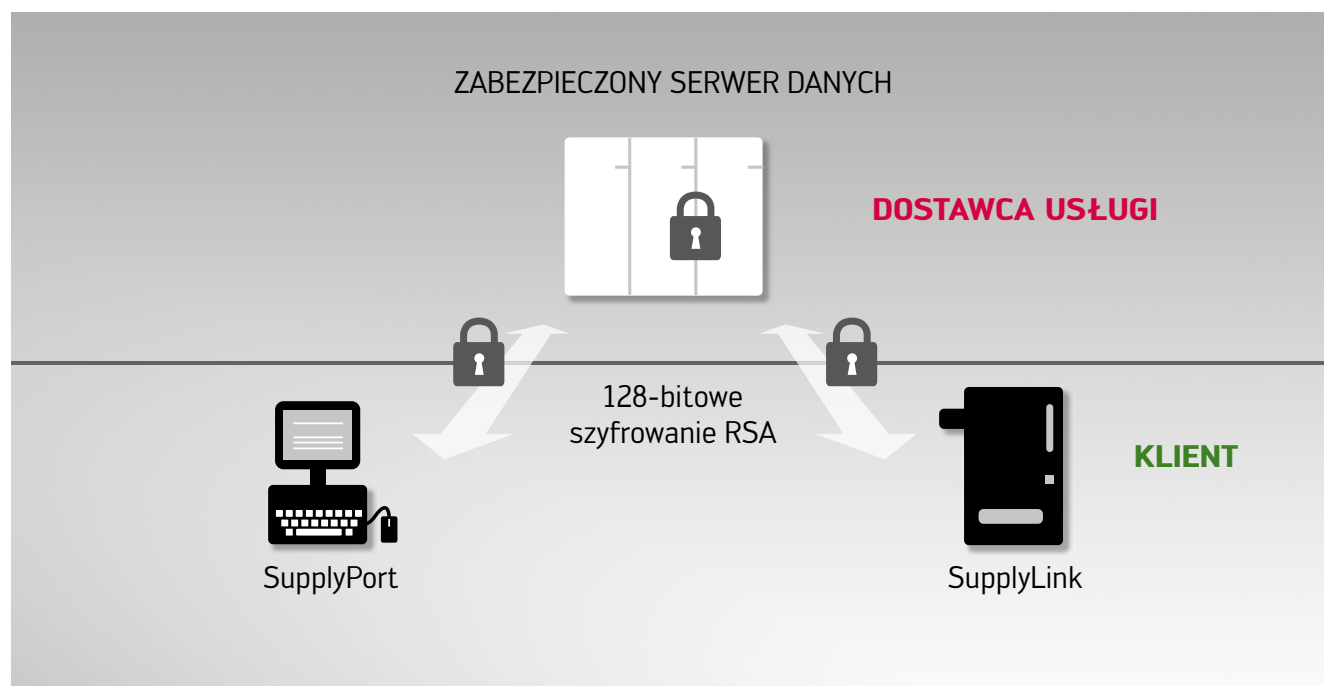 ZABEZPIECZONY SERWER DANYCH
DOSTAWCA USŁUGI
128-bitowe
szyfrowanie RSA
KLIENT
SupplyPort
SupplyLink